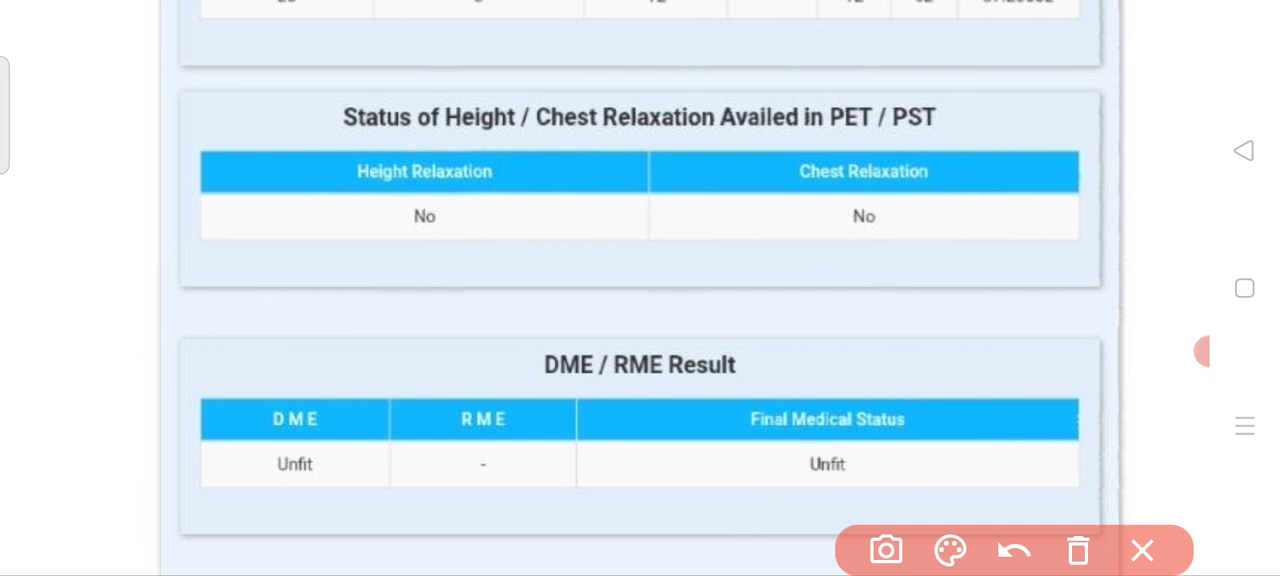 Status of Height / Chest Relaxation Availed in PET / PST
Height Relaxation Chest Relaxation
No No
DME / RME Result
D M E R M E Final Medical Status
Unfit - Unfit